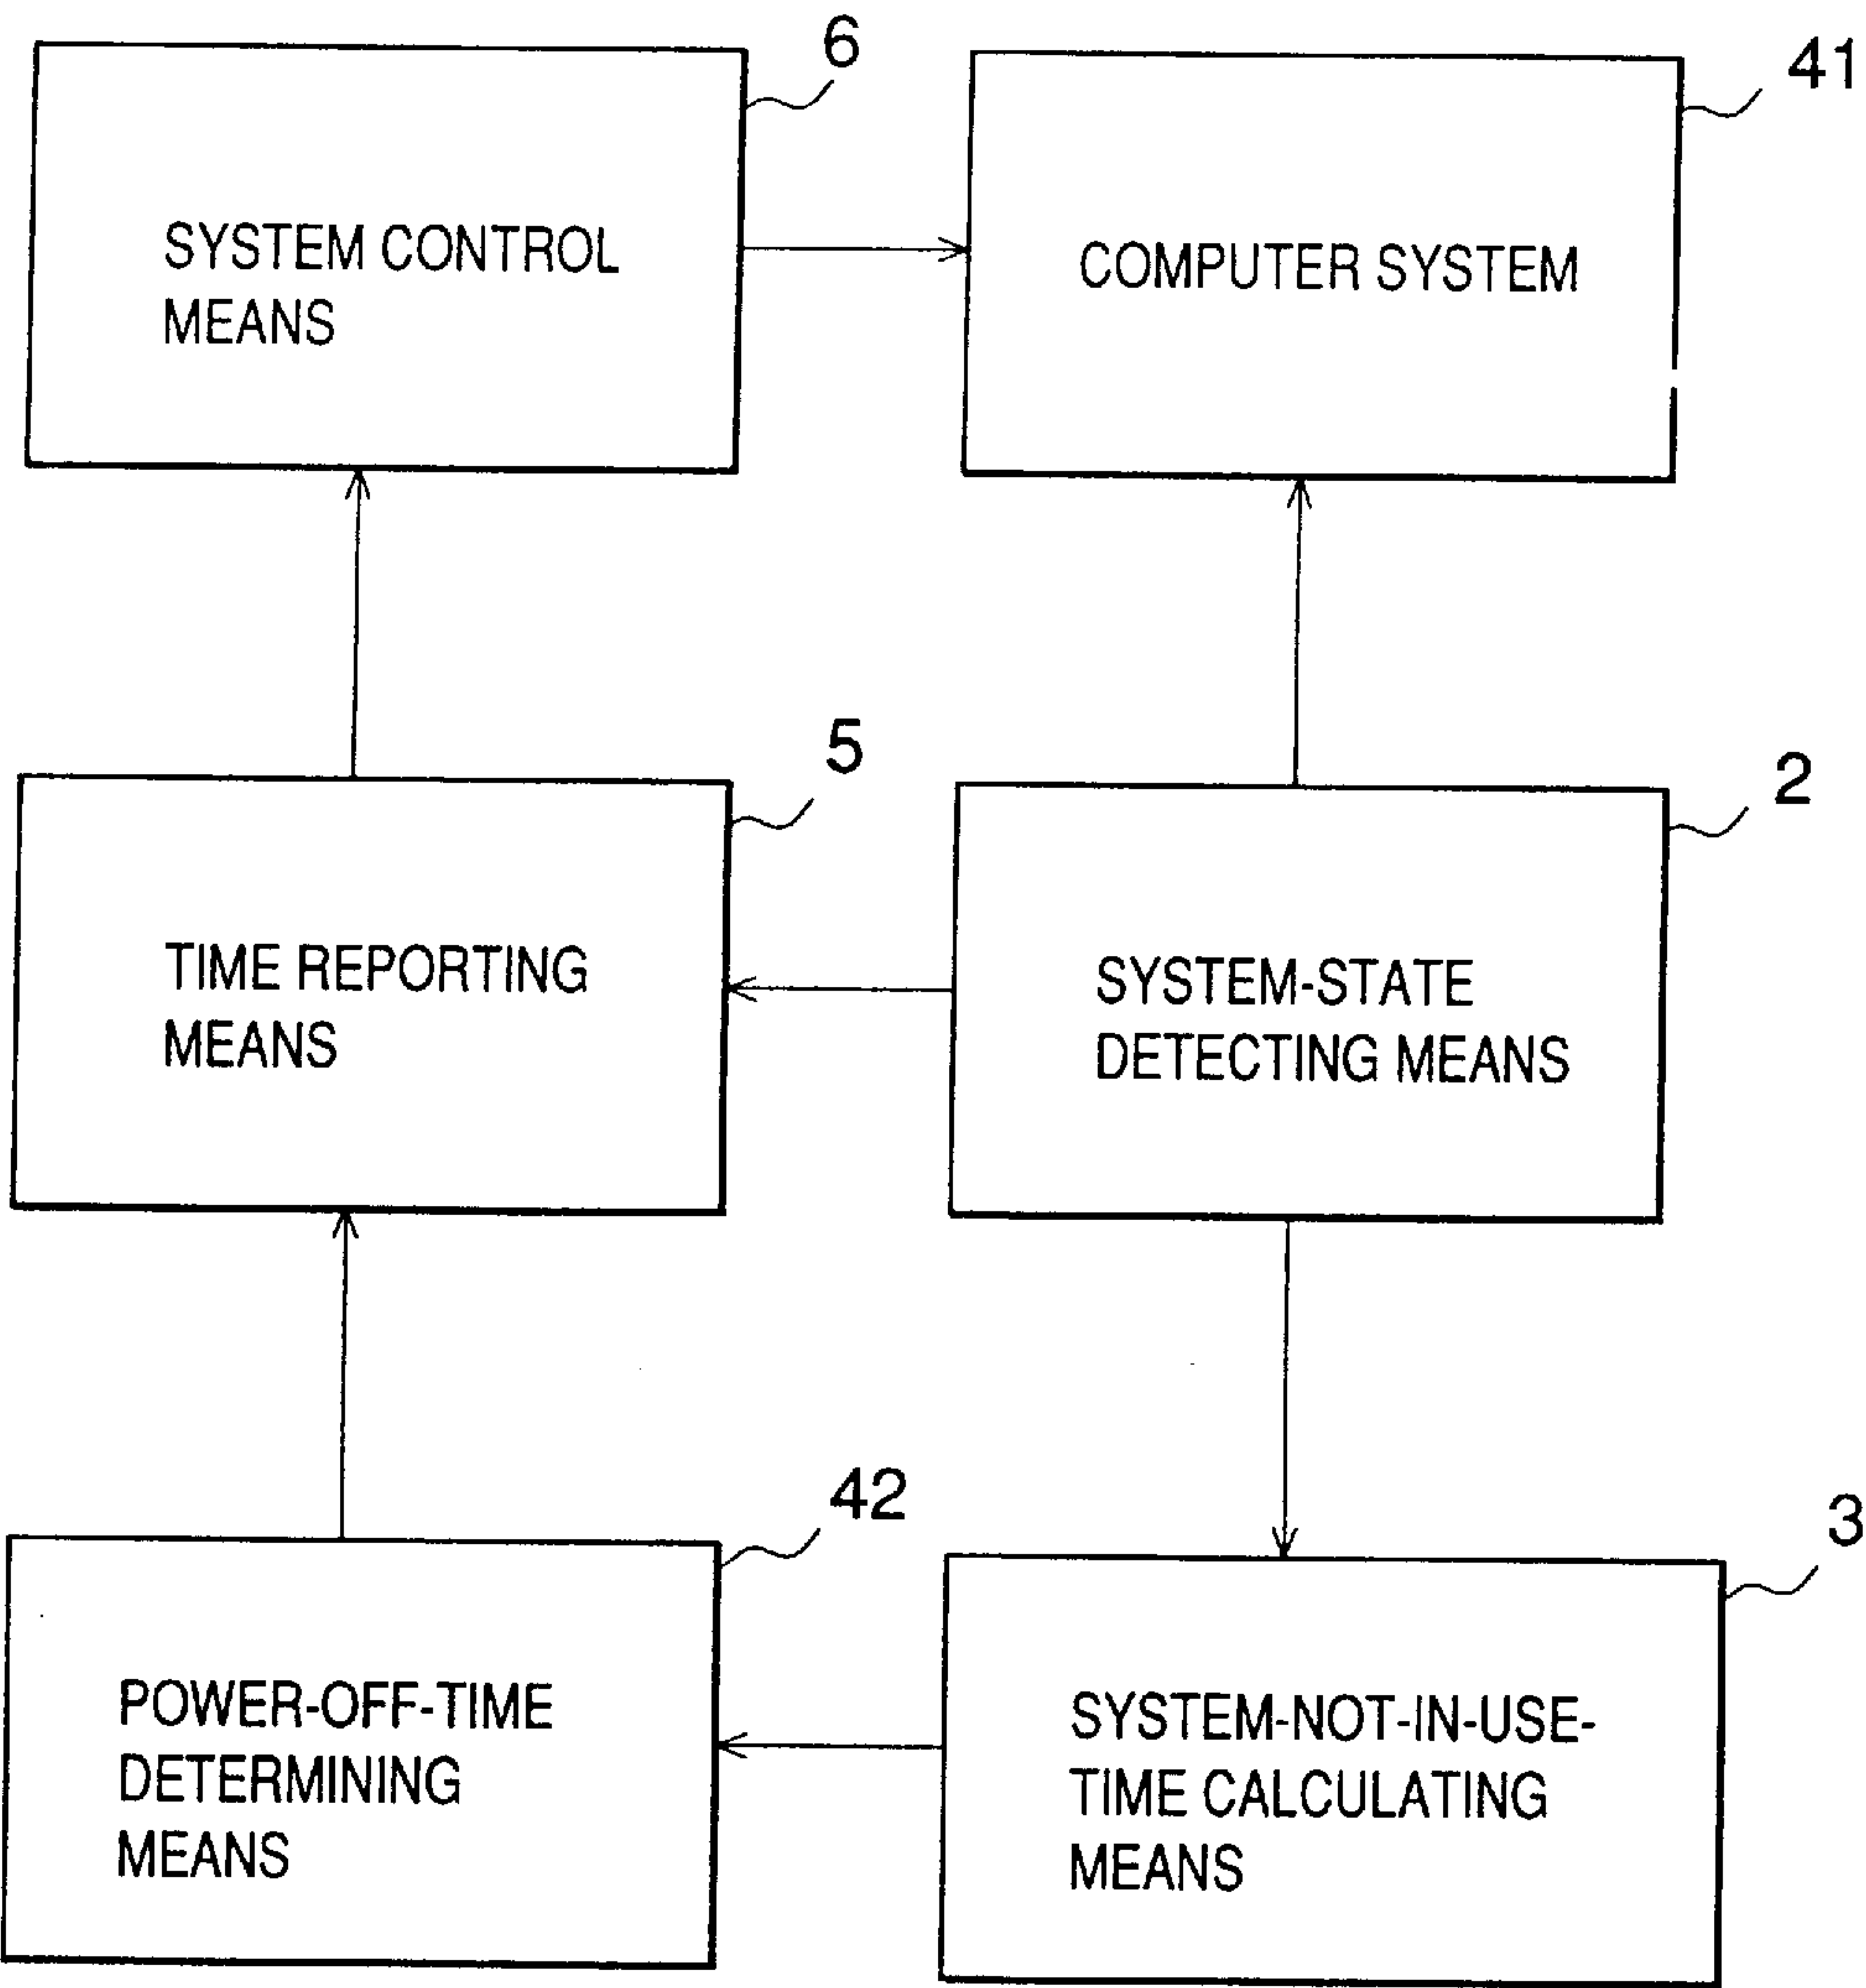 6
41
SYSTEM CONTROL
MEANS
COMPUTER SYSTEM
5
2
TIME REPORTING
MEANS
SYSTEM-STATE
DETECTING MEANS
42
3
POWER-OFF-TIME
DETERMINING
MEANS
SYSTEM-NOT-IN-USE-
TIME CALCULATING
MEANS